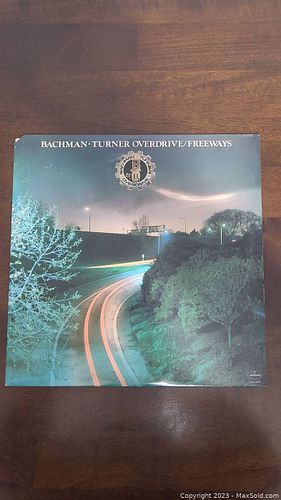 BACHMAN·TURNER OVERDRIVE/FREEWAYS
Copyright © 2023 - MaxSold.com